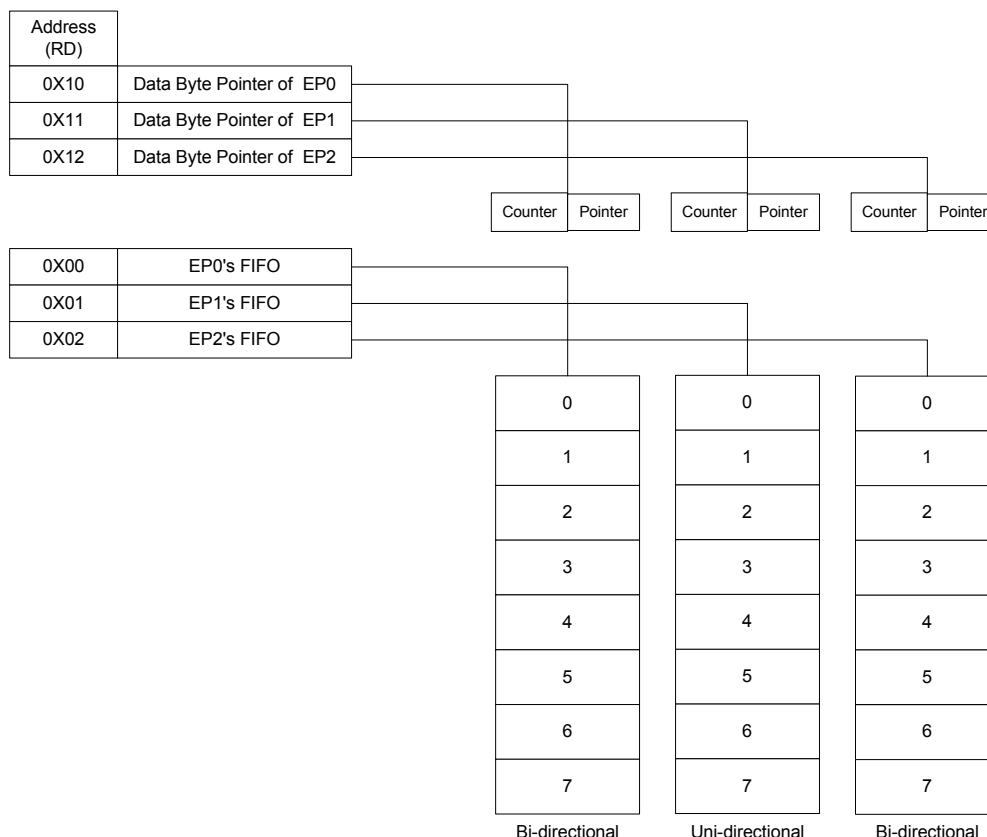 Address
(RD)
0X10 Data Byte Pointer of EP0
0X11 Data Byte Pointer of EP1
0X12 Data Byte Pointer of EP2
Counter Pointer Counter Pointer Counter Pointer
0X00 EP0's FIFO
0X01 EP1's FIFO
0X02 EP2's FIFO
0 0 0
1 1 1
2 2 2
3 3 3
4 4 4
5 5 5
6 6 6
7 7 7
Bi-directional Uni-directional Bi-directional